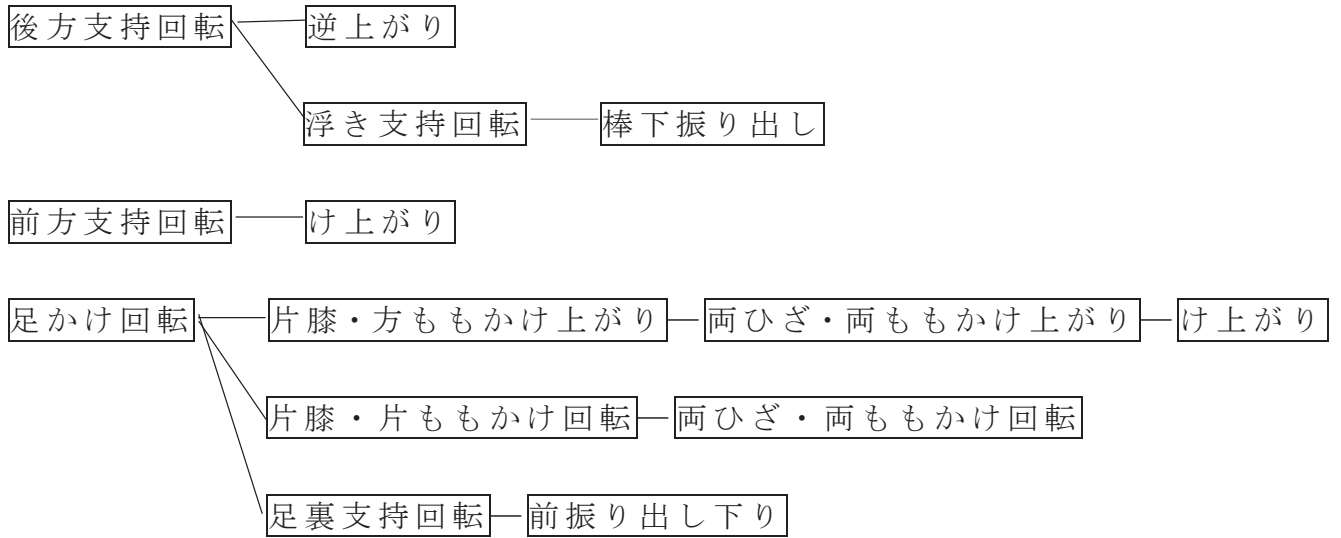 後方支持回転 逆上がり
浮き支持回転 棒下振り出し
前方支持回転 け上がり
足かけ回転 片膝・方ももかけ上がり 両ひざ・両ももかけ上がり け上がり
片膝・片ももかけ回転 両ひざ・両ももかけ回転
足裏支持回転 前振り出し下り